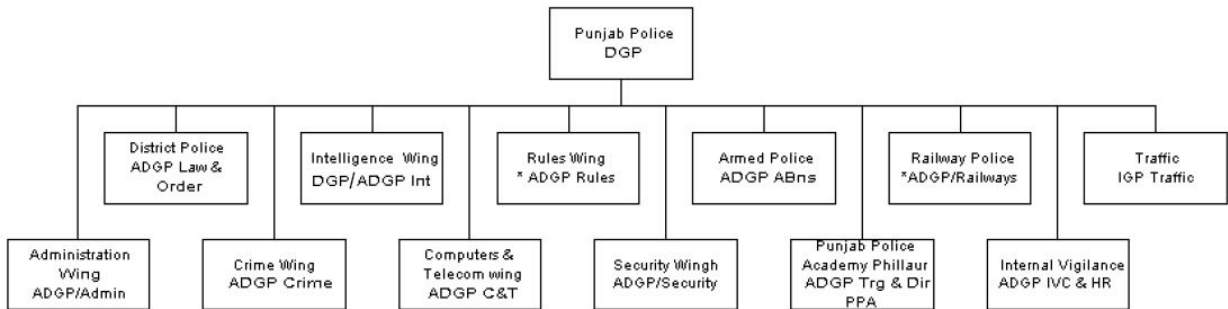 Punjab Police
DGP
District Police
ADGP Law &
Order
Intelligence Wing
DGP/ADGP Int
Rules Wing
* ADGP Rules
Armed Police
ADGP ABns
Railway Police
*ADGP/Railways
Traffic
IGP Traffic
Administration
Wing
ADGP/Admin
Crime Wing
ADGP Crime
Computers &
Telecom wing
ADGP C&T
Security Wingh
ADGP/Security
Punjab Police
Academy Phillaur
ADGP Trg & Dir
PPA
Internal Vigilance
ADGP IVC & HR